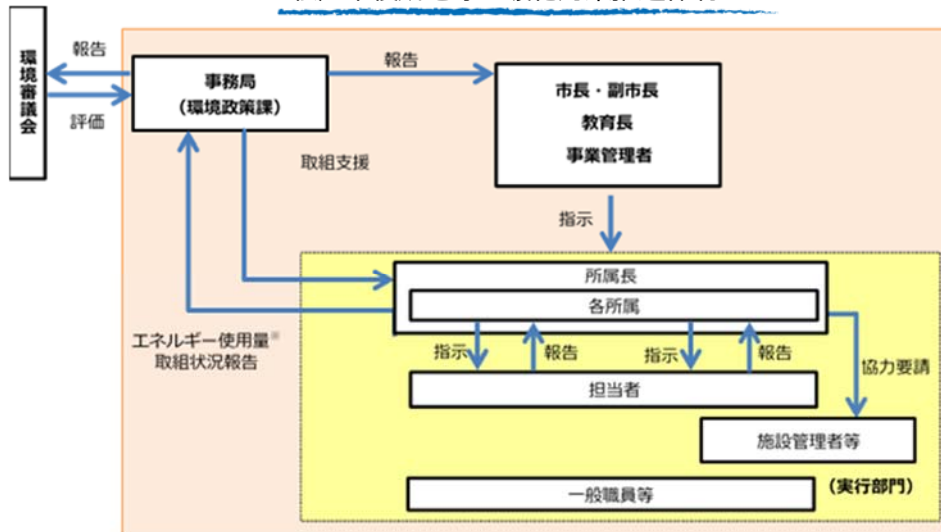 環境審議会
報告
評価
事務局
(環境政策課)
報告
市長・副市長
教育長
事業管理者
取組支援
指示
所属長
各所属
エネルギー使用量※
取組状況報告
指示
報告
指示
報告
協力要請
担当者
施設管理者等
(実行部門)
一般職員等